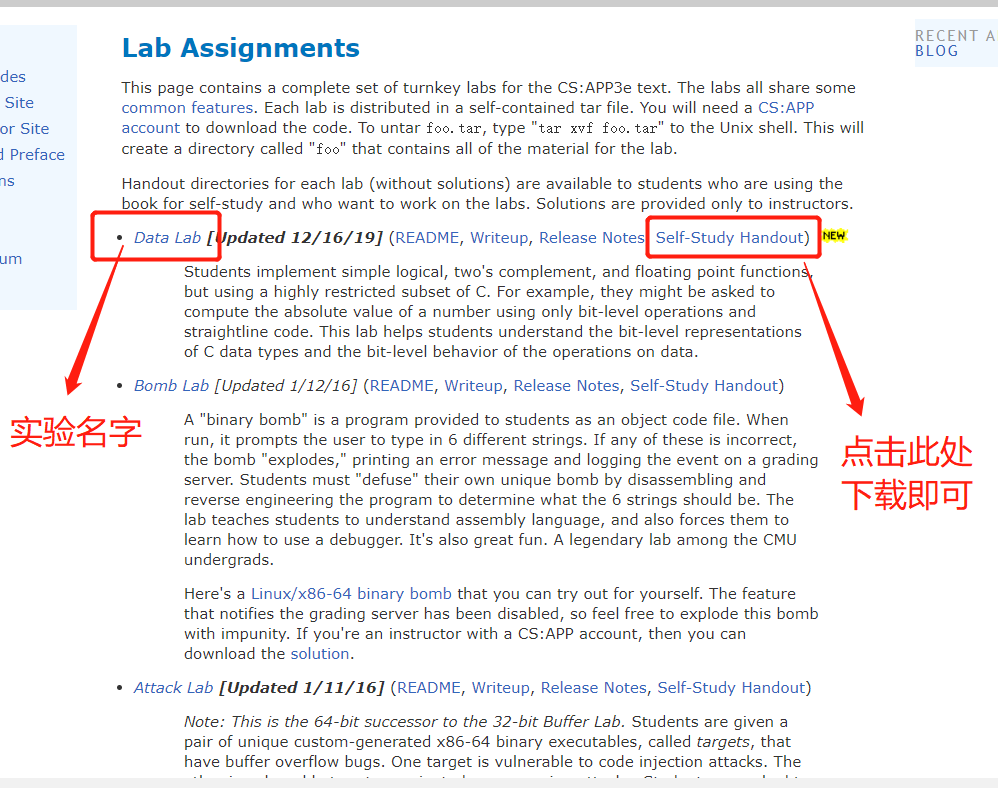 RECENT A
BLOG
des
Site
or Site
d Preface
ns
um
Lab Assignments
This page contains a complete set of turnkey labs for the CS:APP3e text. The labs all share some
common features. Each lab is distributed in a self-contained tar file. You will need a CS:APP
account to download the code. To untar foo.tar, type "tar xvf foo.tar" to the Unix shell. This will
create a directory called "foo" that contains all of the material for the lab.
Handout directories for each lab (without solutions) are available to students who are using the
book for self-study and who want to work on the labs. Solutions are provided only to instructors.
• Data Lab [Updated 12/16/19] (README, Writeup, Release Notes, Self-Study Handout) NEW
Students implement simple logical, two's complement, and floating point functions,
but using a highly restricted subset of C. For example, they might be asked to
compute the absolute value of a number using only bit-level operations and
straightline code. This lab helps students understand the bit-level representations
of C data types and the bit-level behavior of the operations on data.
• Bomb Lab [Updated 1/12/16] (README, Writeup, Release Notes, Self-Study Handout)
实验名字
点击此处
下载即可
A "binary bomb" is a program provided to students as an object code file. When
run, it prompts the user to type in 6 different strings. If any of these is incorrect,
the bomb "explodes," printing an error message and logging the event on a grading
server. Students must "defuse" their own unique bomb by disassembling and
reverse engineering the program to determine what the 6 strings should be. The
lab teaches students to understand assembly language, and also forces them to
learn how to use a debugger. It's also great fun. A legendary lab among the CMU
undergrads.
Here's a Linux/x86-64 binary bomb that you can try out for yourself. The feature
that notifies the grading server has been disabled, so feel free to explode this bomb
with impunity. If you're an instructor with a CS:APP account, then you can
download the solution.
• Attack Lab [Updated 1/11/16] (README, Writeup, Release Notes, Self-Study Handout)
Note: This is the 64-bit successor to the 32-bit Buffer Lab. Students are given a
pair of unique custom-generated x86-64 binary executables, called targets, that
have buffer overflow bugs. One target is vulnerable to code injection attacks. The